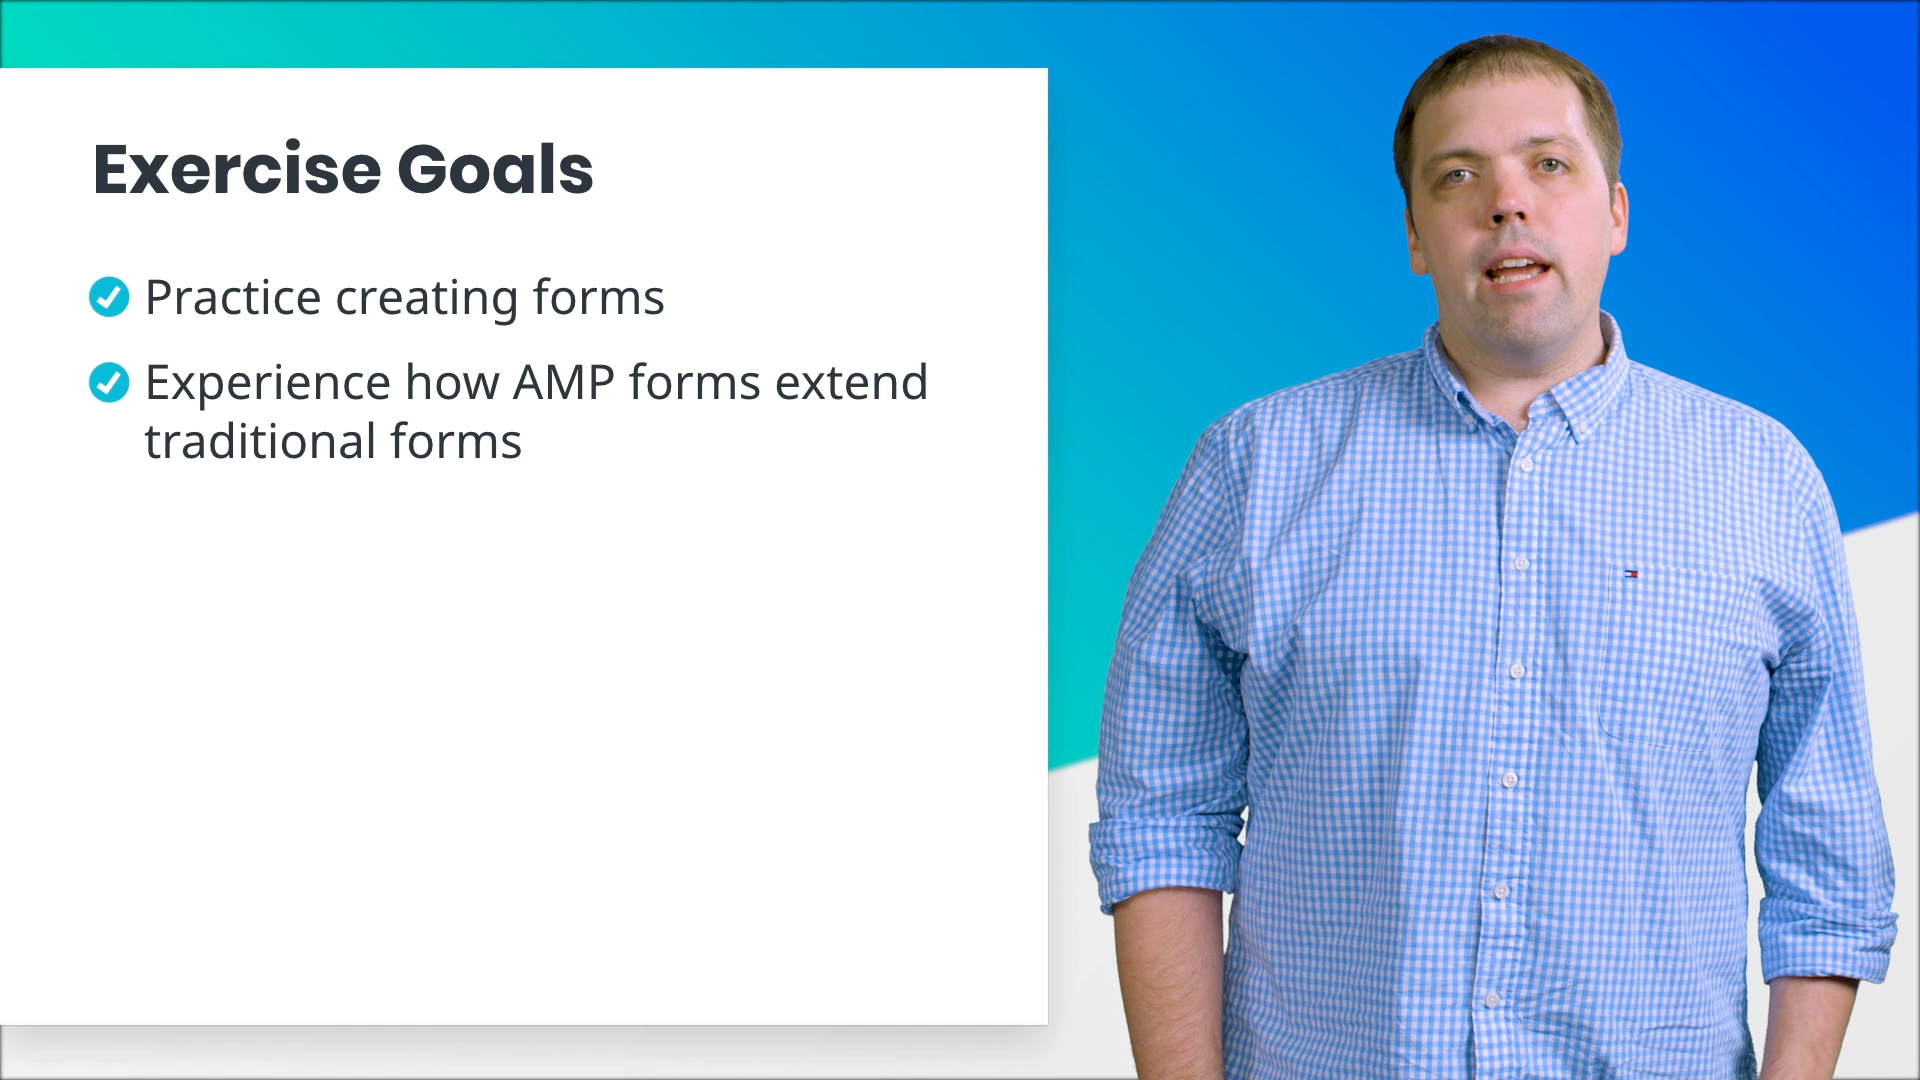 Exercise Goals
Practice creating forms
Experience how AMP forms extend
traditional forms